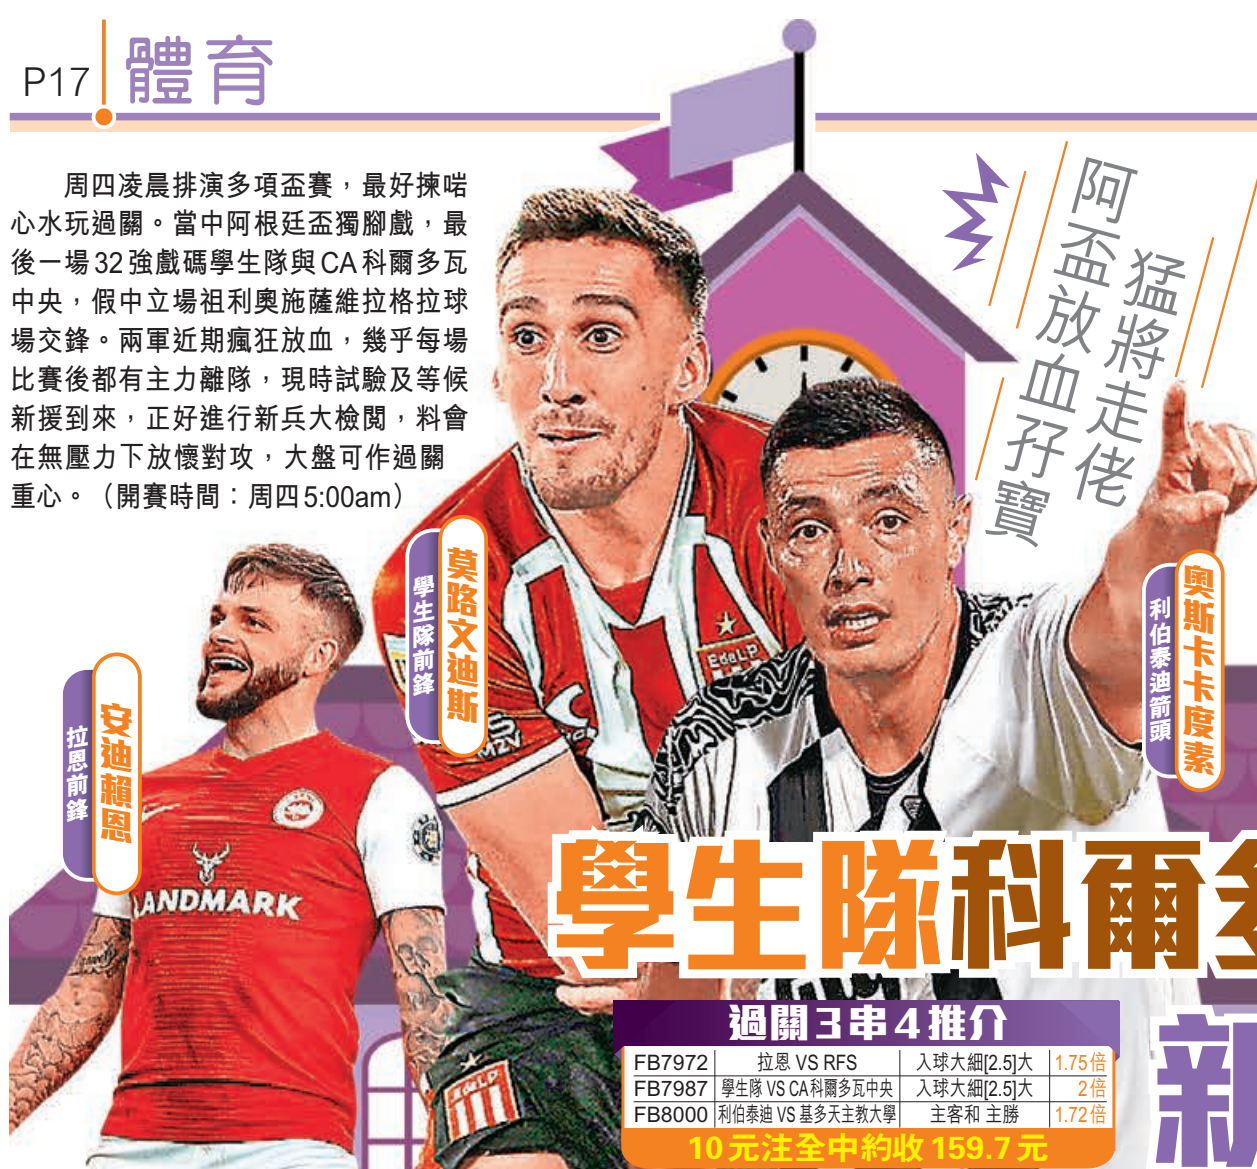 P17 體育
周四凌晨排演多項盃賽，最好揀啱
心水玩過關。當中阿根廷盃獨腳戲，最
後一場32強戲碼學生隊與CA科爾多瓦
中央，假中立場祖利奧施薩維拉格拉球
場交鋒。兩軍近期瘋狂放血，幾乎每場
比賽後都有主力離隊，現時試驗及等候
新援到來，正好進行新兵大檢閱，料會
在無壓力下放懷對攻，大盤可作過關
重心。（開賽時間：周四5:00am）
猛將走佬
阿盃放血孖寶
莫路文迪斯
學生隊前鋒
奧斯卡卡度素
利伯泰迪箭頭
安迪賴恩
拉恩前鋒
EdeLP
LANDMARK
EdeLP
學生隊科爾多
新
過關3串4推介
FB7972 拉恩 VS RFS 入球大細[2.5]大 1.75倍
FB7987 學生隊 VS CA科爾多瓦中央 入球大細[2.5]大 2倍
FB8000 利伯泰迪 VS 基多天主教大學 主客和 主勝 1.72倍
10元注全中約收159.7元